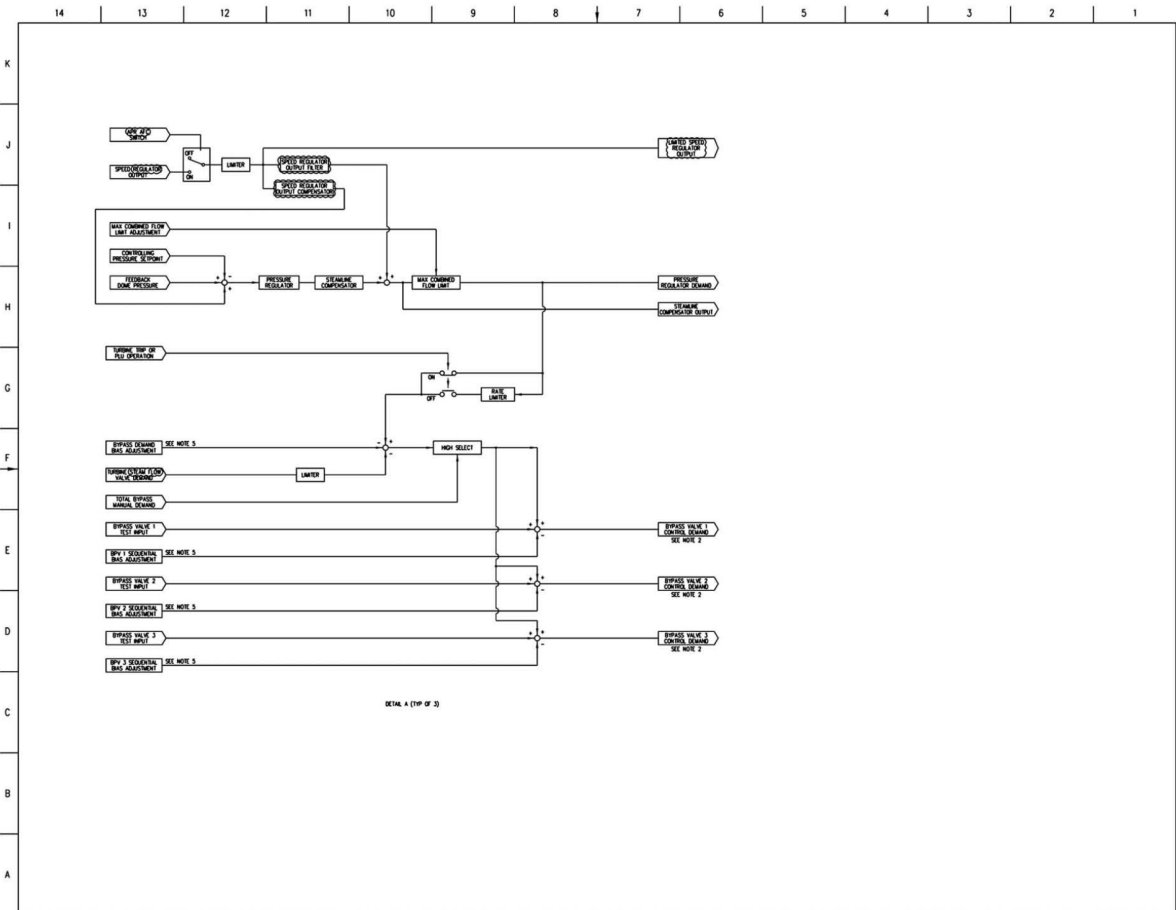 14 13 12 11 10 9 8 7 6 5 4 3 2 1
K
J
I
H
G
F
E
D
C
B
A
(APR AFC)
SWITCH
SPEED (REGULATOR)
OUTPUT
OFF
ON
LIMITER
SPEED REGULATOR
OUTPUT FILTER
SPEED REGULATOR
OUTPUT COMPENSATOR
LIMITED SPEED
REGULATOR
OUTPUT
MAX COMBINED FLOW
LIMIT ADJUSTMENT
CONTROLLING
PRESSURE SETPOINT
FEEDBACK
DOME PRESSURE
+ -
+
PRESSURE
REGULATOR
STEAMLINE
COMPENSATOR
+ +
MAX COMBINED
FLOW LIMIT
PRESSURE
REGULATOR DEMAND
STEAMLINE
COMPENSATOR OUTPUT
TURBINE TRIP OR
PLU OPERATION
ON
OFF
RATE
LIMITER
BYPASS DEMAND
BIAS ADJUSTMENT
SEE NOTE 5
- +
-
HIGH SELECT
TURBINE (STEAM FLOW)
VALVE DEMAND
LIMITER
TOTAL BYPASS
MANUAL DEMAND
BYPASS VALVE 1
TEST INPUT
+ +
-
BYPASS VALVE 1
CONTROL DEMAND
SEE NOTE 2
BPV 1 SEQUENTIAL
BIAS ADJUSTMENT
SEE NOTE 5
BYPASS VALVE 2
TEST INPUT
+ +
-
BYPASS VALVE 2
CONTROL DEMAND
SEE NOTE 2
BPV 2 SEQUENTIAL
BIAS ADJUSTMENT
SEE NOTE 5
BYPASS VALVE 3
TEST INPUT
+ +
-
BYPASS VALVE 3
CONTROL DEMAND
SEE NOTE 2
BPV 3 SEQUENTIAL
BIAS ADJUSTMENT
SEE NOTE 5
DETAIL A (TYP OF 3)